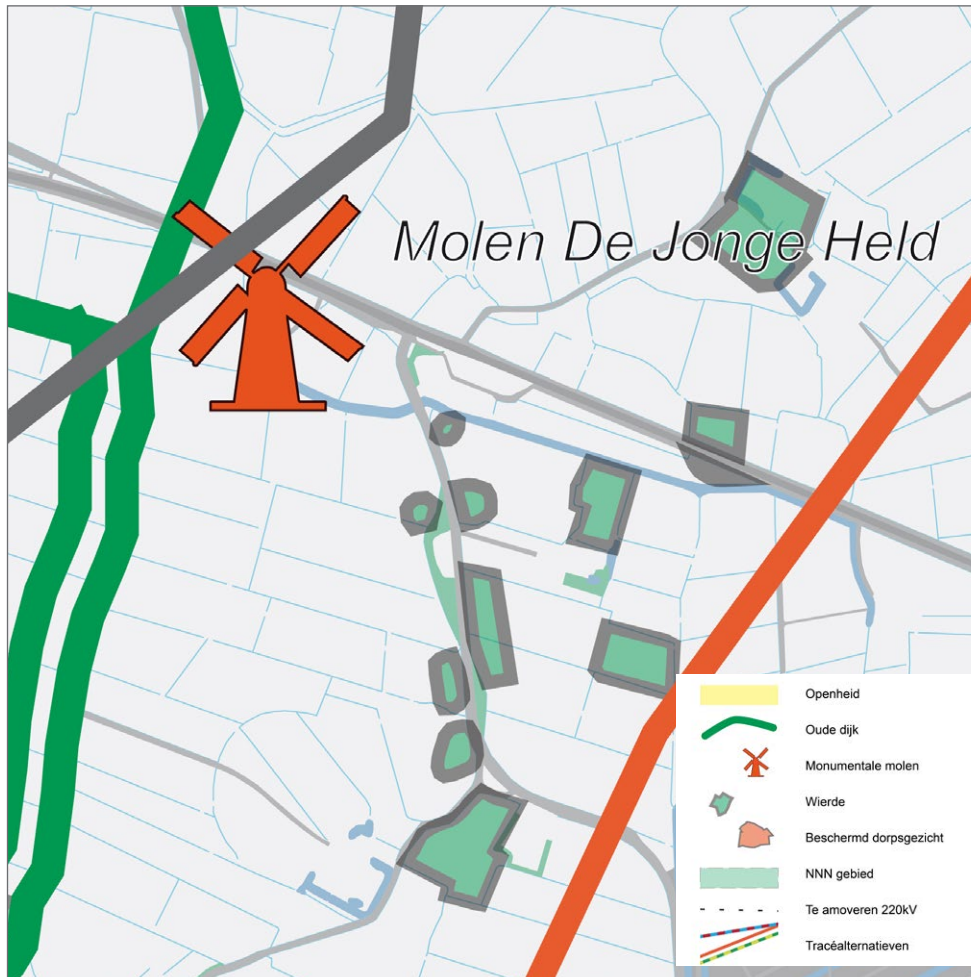 Molen De Jonge Held
Openheid
Oude dijk
Monumentale molen
Wierde
Beschermd dorpsgezicht
NNN gebied
Te amoveren 220kV
Tracéalternatieven